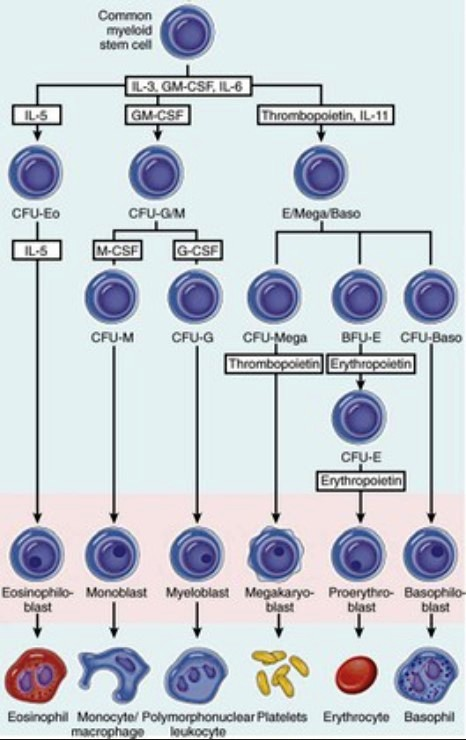 Common
myeloid
stem cell
IL-3, GM-CSF, IL-6
IL-5
GM-CSF
Thrombopoietin, IL-11
CFU-Eo
CFU-G/M
E/Mega/Baso
IL-5
M-CSF
G-CSF
CFU-M
CFU-G
CFU-Mega
BFU-E
CFU-Baso
Thrombopoietin
Erythropoietin
CFU-E
Erythropoietin
Eosinophilo-
blast
Monoblast
Myeloblast
Megakaryo-
blast
Proerythro-
blast
Basophilo-
blast
Eosinophil
Monocyte/
macrophage
Polymorphonuclear
leukocyte
Platelets
Erythrocyte
Basophil